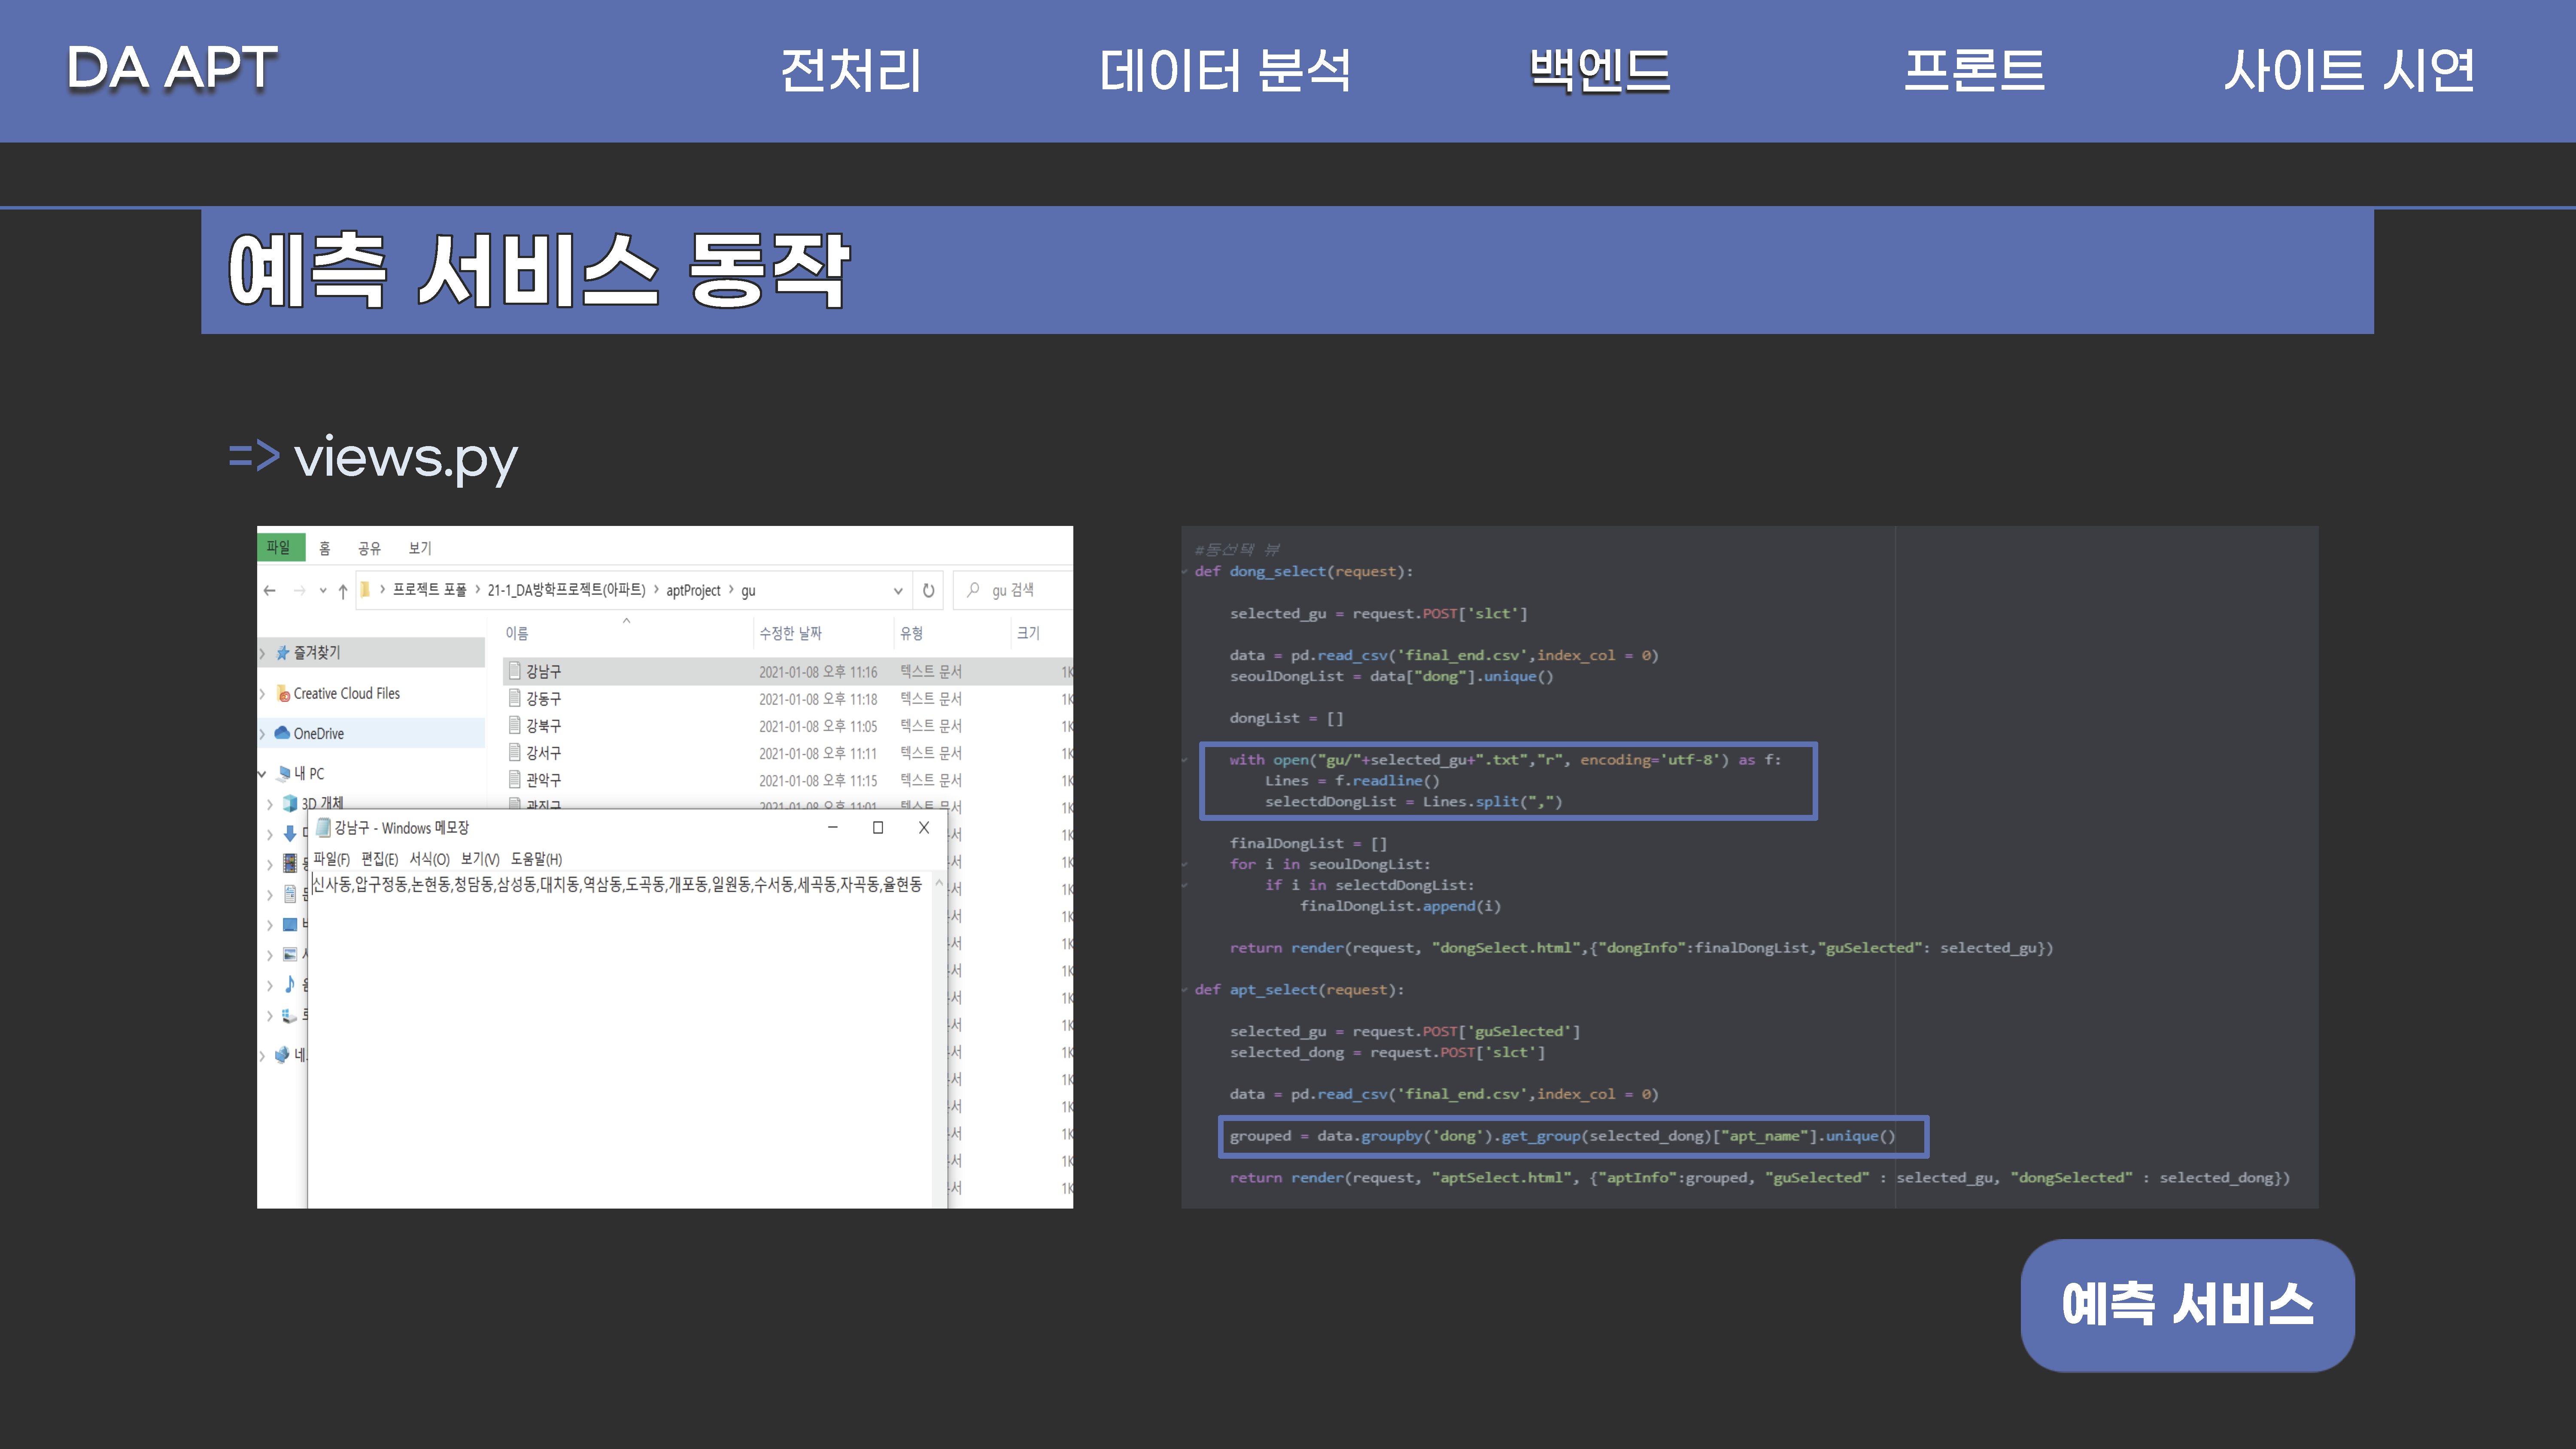 DA APT 전처리 데이터 분석 백엔드 프론트 사이트 시연
예측 서비스 동작
=> views.py
파일 홈 공유 보기
프로젝트 포폴 > 21-1_DA방학프로젝트(아파트) > aptProject > gu
gu 검색
이름 수정한 날짜 유형 크기
즐겨찾기
Creative Cloud Files
OneDrive
내 PC
3D 개체
강남구 2021-01-08 오후 11:16 텍스트 문서 1K
강동구 2021-01-08 오후 11:18 텍스트 문서 1K
강북구 2021-01-08 오후 11:05 텍스트 문서 1K
강서구 2021-01-08 오후 11:11 텍스트 문서 1K
관악구 2021-01-08 오후 11:15 텍스트 문서 1K
광진구 2021-01-08 오후 11:01 텍스트 문서 1K
강남구 - Windows 메모장
파일(F) 편집(E) 서식(O) 보기(V) 도움말(H)
신사동,압구정동,논현동,청담동,삼성동,대치동,역삼동,도곡동,개포동,일원동,수서동,세곡동,자곡동,율현동
#동선택 뷰
def dong_select(request):
selected_gu = request.POST['slct']
data = pd.read_csv('final_end.csv',index_col = 0)
seoulDongList = data["dong"].unique()
dongList = []
with open("gu/"+selected_gu+".txt","r", encoding='utf-8') as f:
Lines = f.readline()
selectdDongList = Lines.split(",")
finalDongList = []
for i in seoulDongList:
if i in selectdDongList:
finalDongList.append(i)
return render(request, "dongSelect.html",{"dongInfo":finalDongList,"guSelected": selected_gu})
def apt_select(request):
selected_gu = request.POST['guSelected']
selected_dong = request.POST['slct']
data = pd.read_csv('final_end.csv',index_col = 0)
grouped = data.groupby('dong').get_group(selected_dong)["apt_name"].unique()
return render(request, "aptSelect.html", {"aptInfo":grouped, "guSelected" : selected_gu, "dongSelected" : selected_dong})
예측 서비스